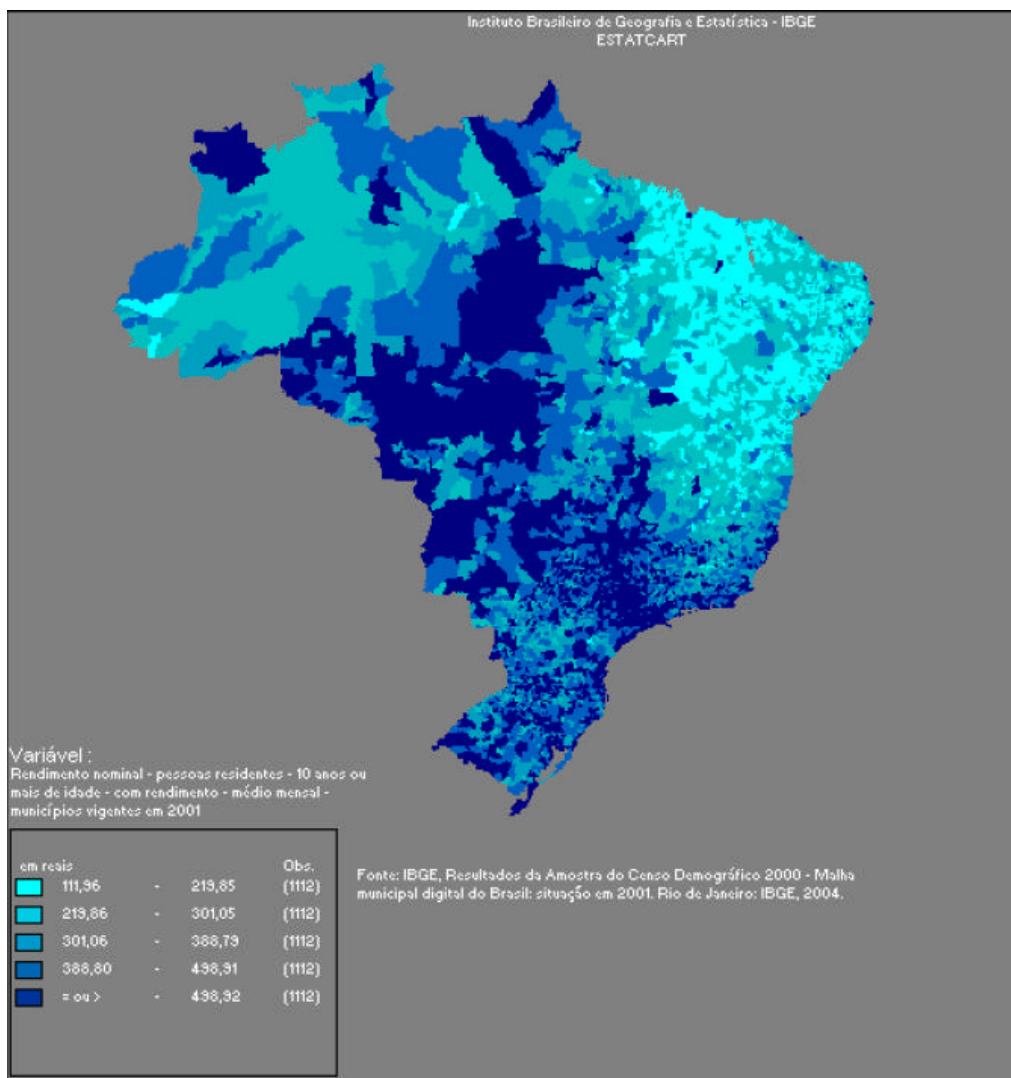 Instituto Brasileiro de Geografia e Estatística - IBGE
ESTATCART
Variável :
Rendimento nominal - pessoas residentes - 10 anos ou
mais de idade - com rendimento - médio mensal -
municípios vigentes em 2001
em reais Obs.
111,96 - 219,85 (1112)
219,86 - 301,05 (1112)
301,06 - 388,79 (1112)
388,80 - 498,91 (1112)
= ou > - 498,92 (1112)
Fonte: IBGE, Resultados da Amostra do Censo Demográfico 2000 - Malha
municipal digital do Brasil: situação em 2001. Rio de Janeiro: IBGE, 2004.